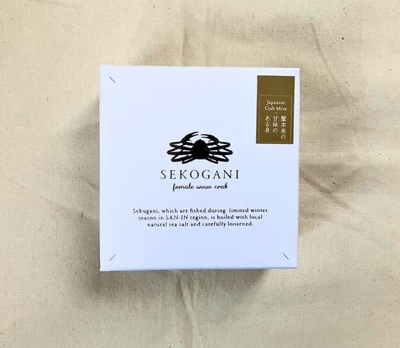 Japanese
Crab Meat
蟹本来の
甘味の
ある身
SEKOGANI
female snow crab
Sekogani, which are fished during limited winter
season in SAN-IN region, is boiled with local
natural sea salt and carefully loosened.